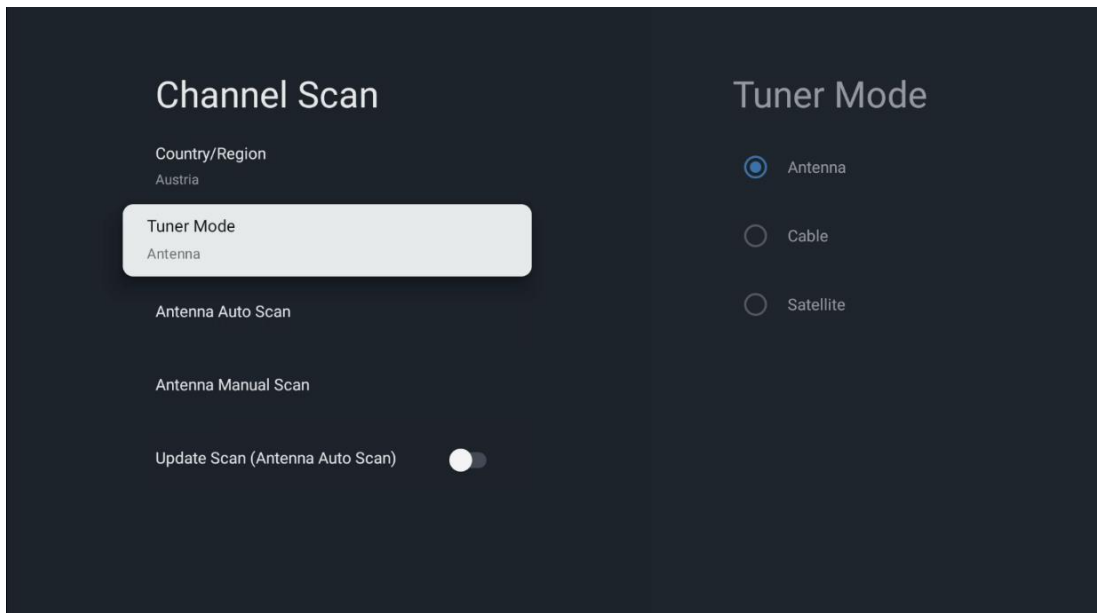 Channel Scan
Country/Region
Austria
Tuner Mode
Antenna
Antenna Auto Scan
Antenna Manual Scan
Update Scan (Antenna Auto Scan)
Tuner Mode
Antenna
Cable
Satellite